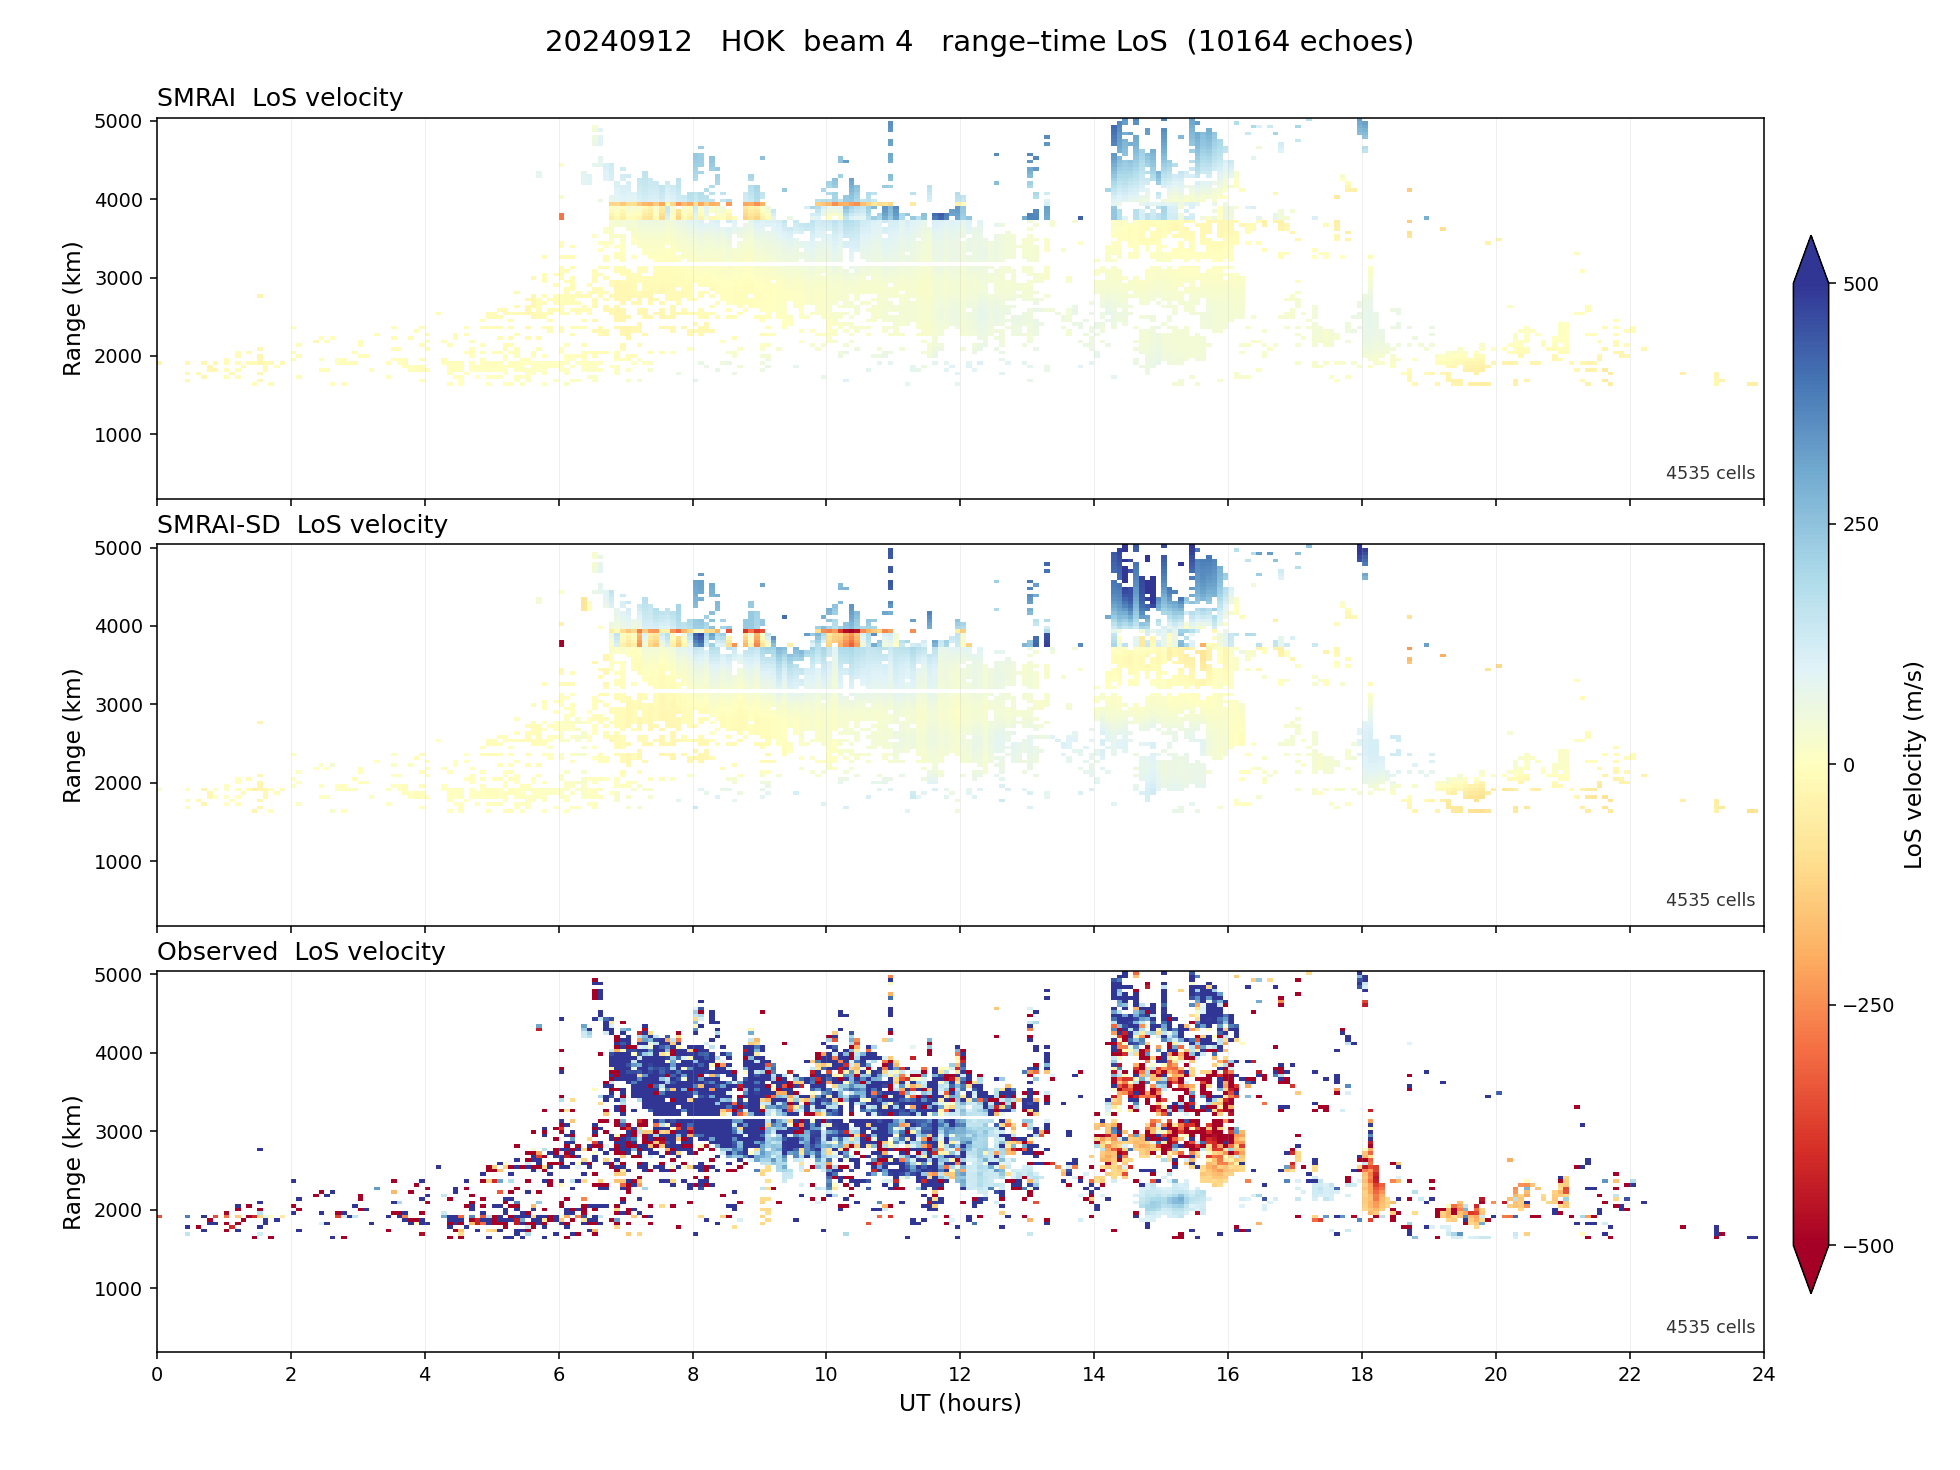 20240912   HOK  beam 4   range–time LoS  (10164 echoes)
SMRAI  LoS velocity
5000
4000
3000
2000
1000
Range (km)
4535 cells
SMRAI-SD  LoS velocity
5000
4000
3000
2000
1000
Range (km)
4535 cells
Observed  LoS velocity
5000
4000
3000
2000
1000
Range (km)
4535 cells
0 2 4 6 8 10 12 14 16 18 20 22 24
UT (hours)
500
250
0
−250
−500
LoS velocity (m/s)